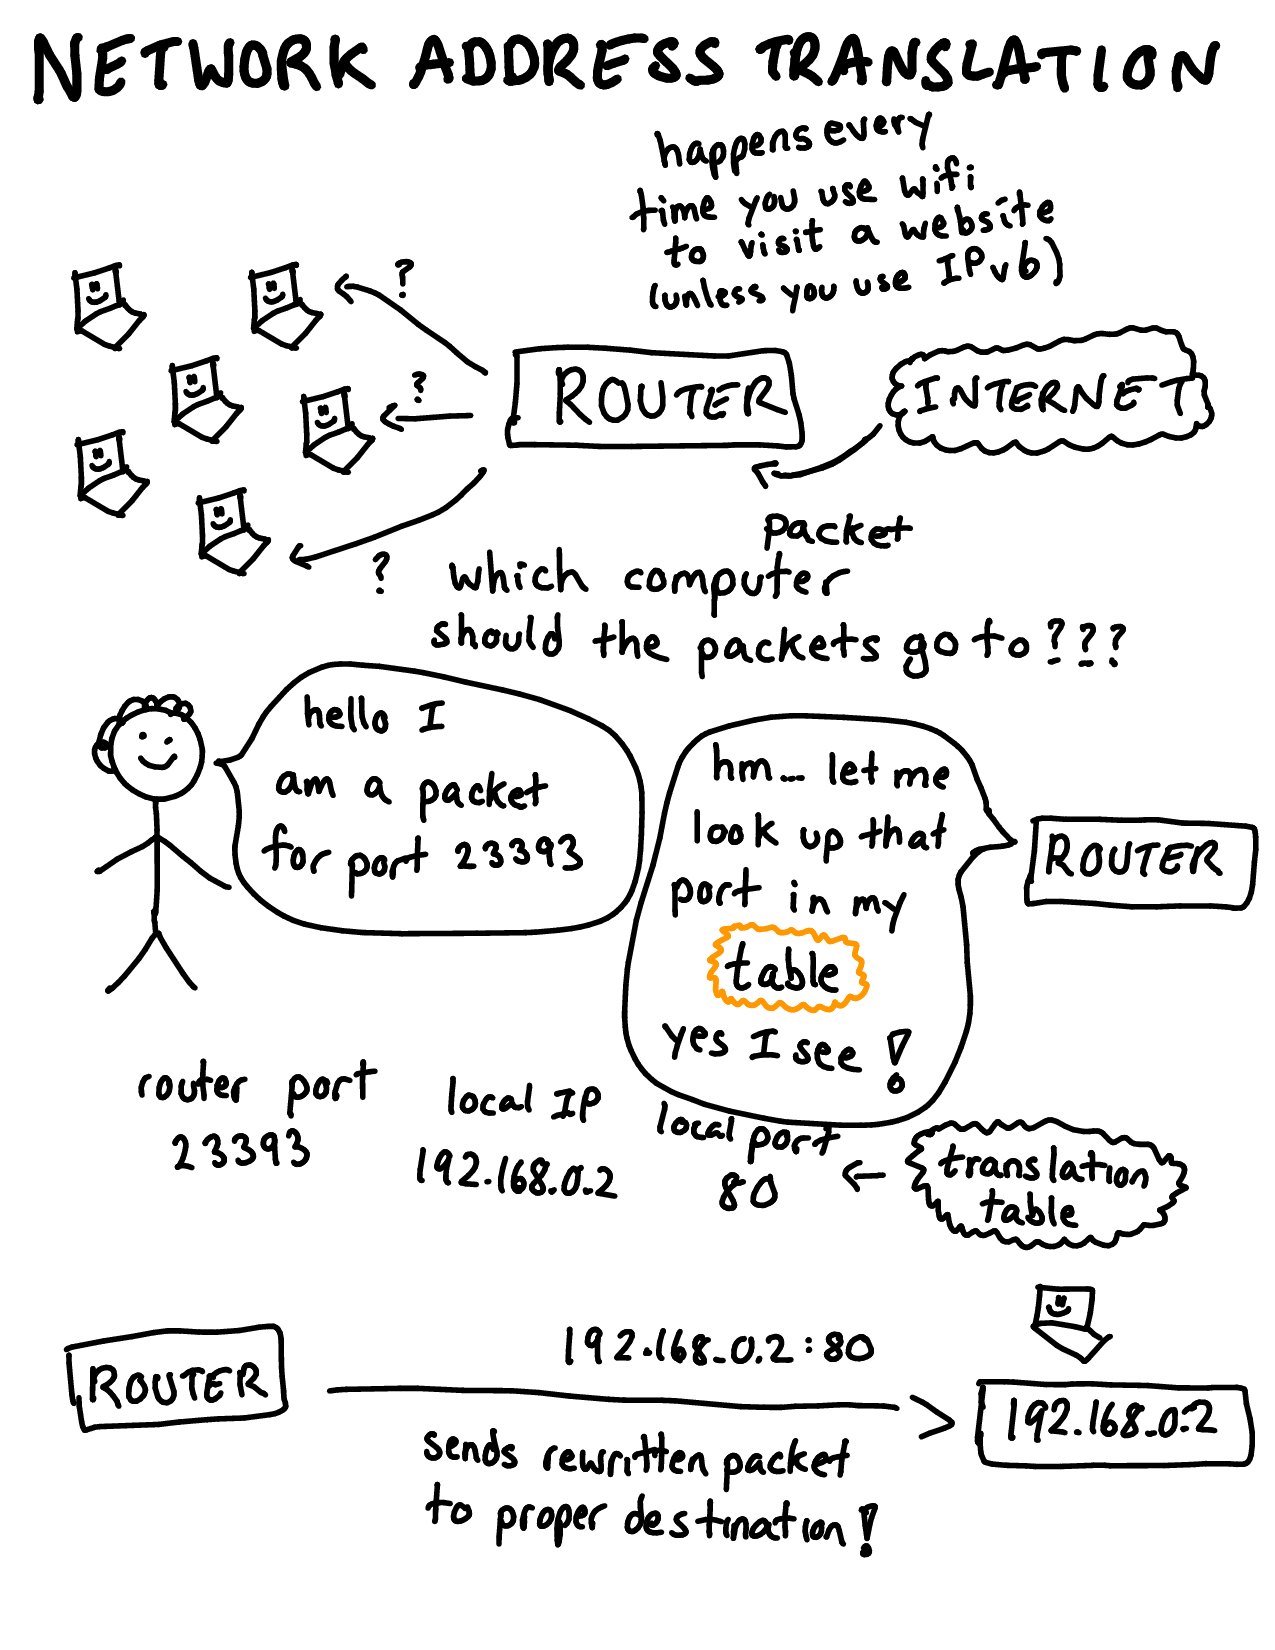 NETWORK ADDRESS TRANSLATION
happens every
time you use wifi
to visit a website
(unless you use IPv6)
?
?
?
ROUTER
INTERNET
packet
which computer
should the packets go to ???
hello I
am a packet
for port 23393
hm... let me
look up that
port in my
table
yes I see!
ROUTER
router port local IP local port
23393 192.168.0.2 80 ← translation
table
ROUTER
192.168.0.2:80
192.168.0.2
sends rewritten packet
to proper destination!